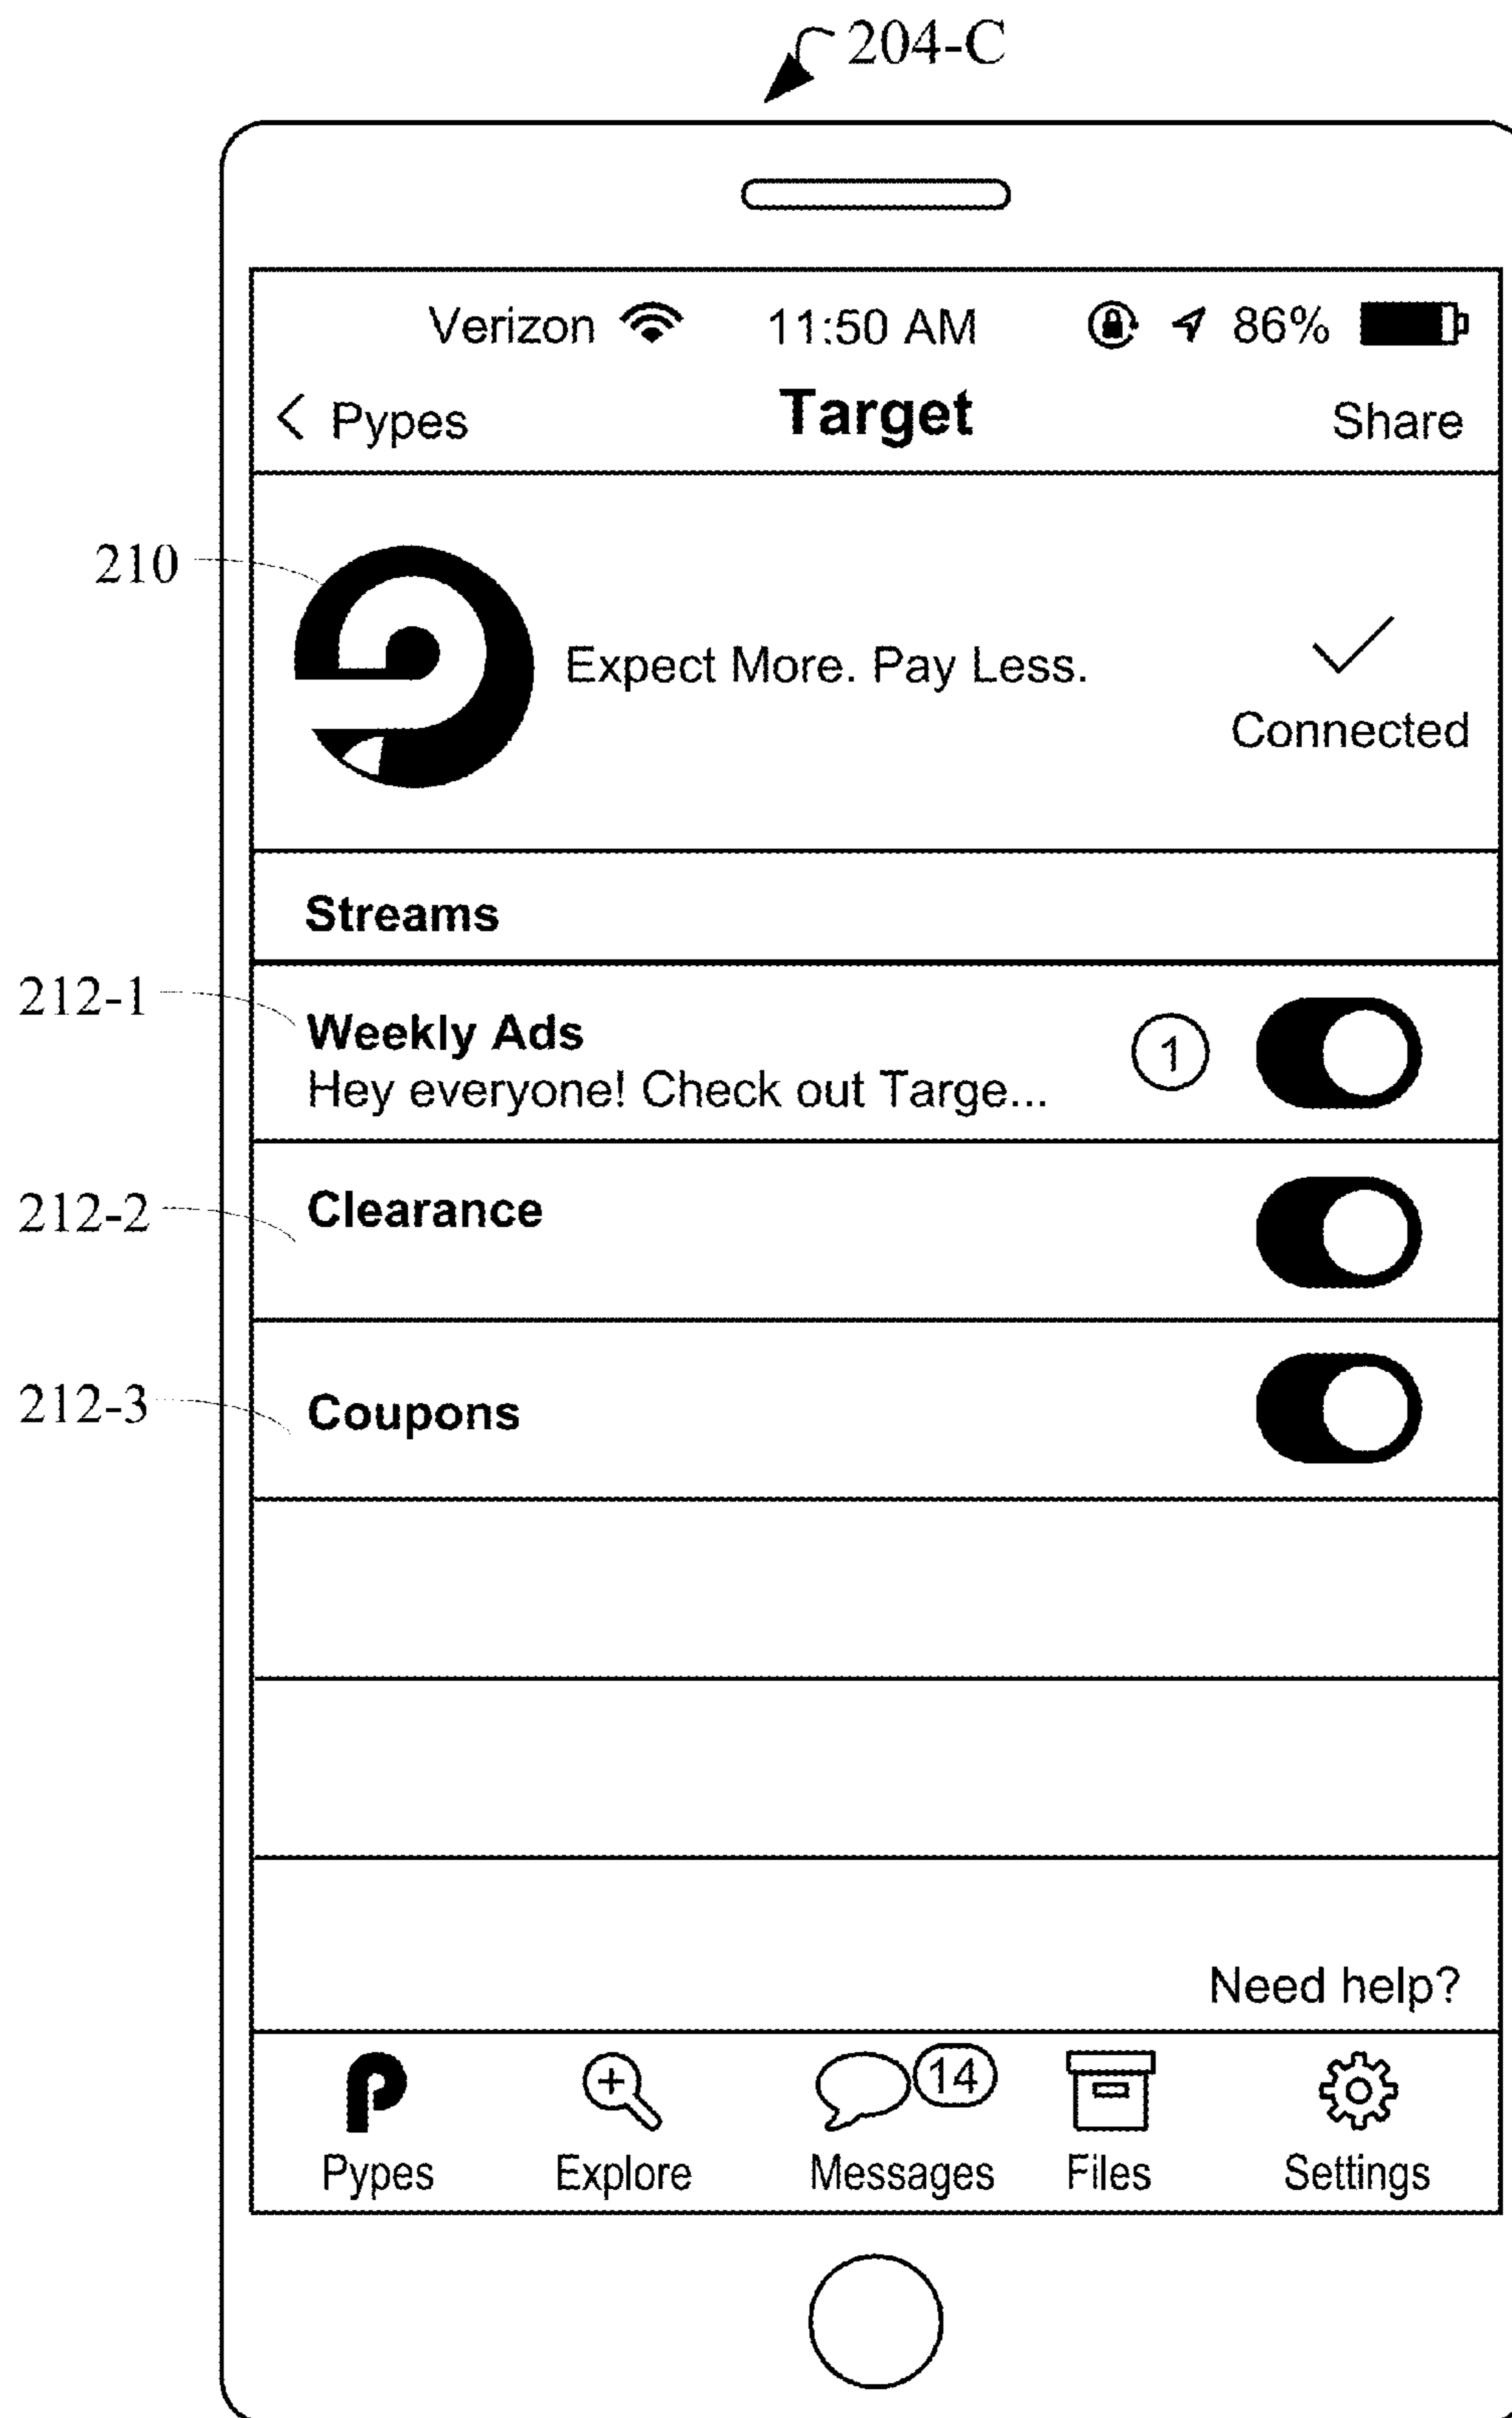 204-C
Verizon 11:50 AM 86%
< Pypes Target Share
210
Expect More. Pay Less.
Connected
Streams
212-1
Weekly Ads
1
Hey everyone! Check out Targe...
212-2
Clearance
212-3
Coupons
Need help?
14
Pypes Explore Messages Files Settings